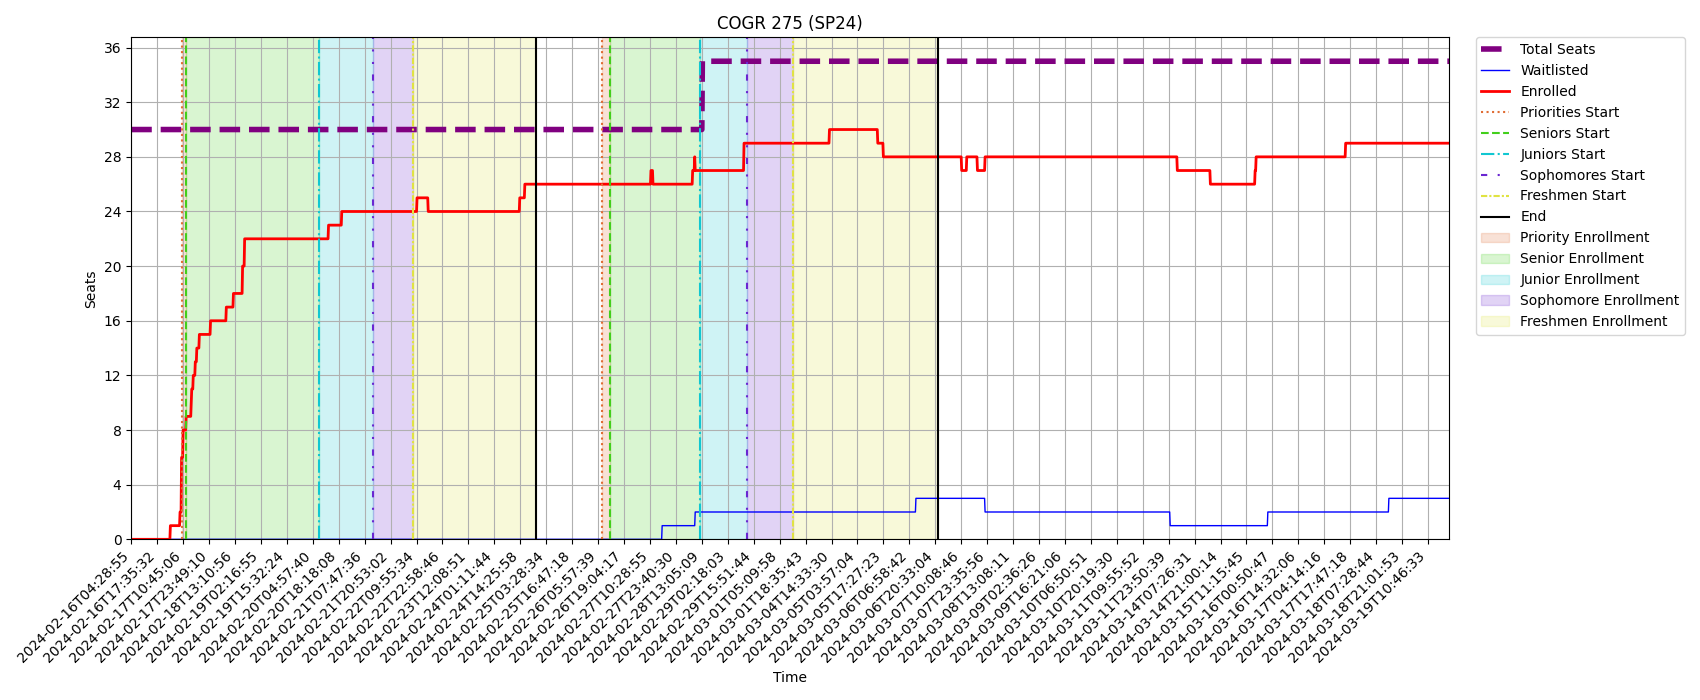 COGR 275 (SP24)
36
32
28
24
20
16
12
8
4
0
Seats
2024-02-16T04:28:55
2024-02-16T17:35:32
2024-02-17T10:45:06
2024-02-17T23:49:10
2024-02-18T13:10:56
2024-02-19T02:16:55
2024-02-19T15:32:24
2024-02-20T04:57:40
2024-02-20T18:18:08
2024-02-21T07:47:36
2024-02-21T20:53:02
2024-02-22T09:55:34
2024-02-22T22:58:46
2024-02-23T12:08:51
2024-02-24T01:11:44
2024-02-24T14:25:58
2024-02-25T03:28:34
2024-02-25T16:47:18
2024-02-26T05:57:39
2024-02-26T19:04:17
2024-02-27T10:28:55
2024-02-27T23:40:30
2024-02-28T13:05:09
2024-02-29T02:18:03
2024-02-29T15:51:44
2024-03-01T05:09:58
2024-03-01T18:35:43
2024-03-04T14:33:30
2024-03-05T03:57:04
2024-03-05T17:27:23
2024-03-06T06:58:42
2024-03-06T20:33:04
2024-03-07T10:08:46
2024-03-07T23:35:56
2024-03-08T13:08:11
2024-03-09T02:36:26
2024-03-09T16:21:06
2024-03-10T06:50:51
2024-03-10T20:19:30
2024-03-11T09:55:52
2024-03-11T23:50:39
2024-03-14T07:26:31
2024-03-14T21:00:14
2024-03-15T11:15:45
2024-03-16T00:50:47
2024-03-16T14:32:06
2024-03-17T04:14:16
2024-03-17T17:47:18
2024-03-18T07:28:44
2024-03-18T21:01:53
2024-03-19T10:46:33
Time
Total Seats
Waitlisted
Enrolled
Priorities Start
Seniors Start
Juniors Start
Sophomores Start
Freshmen Start
End
Priority Enrollment
Senior Enrollment
Junior Enrollment
Sophomore Enrollment
Freshmen Enrollment